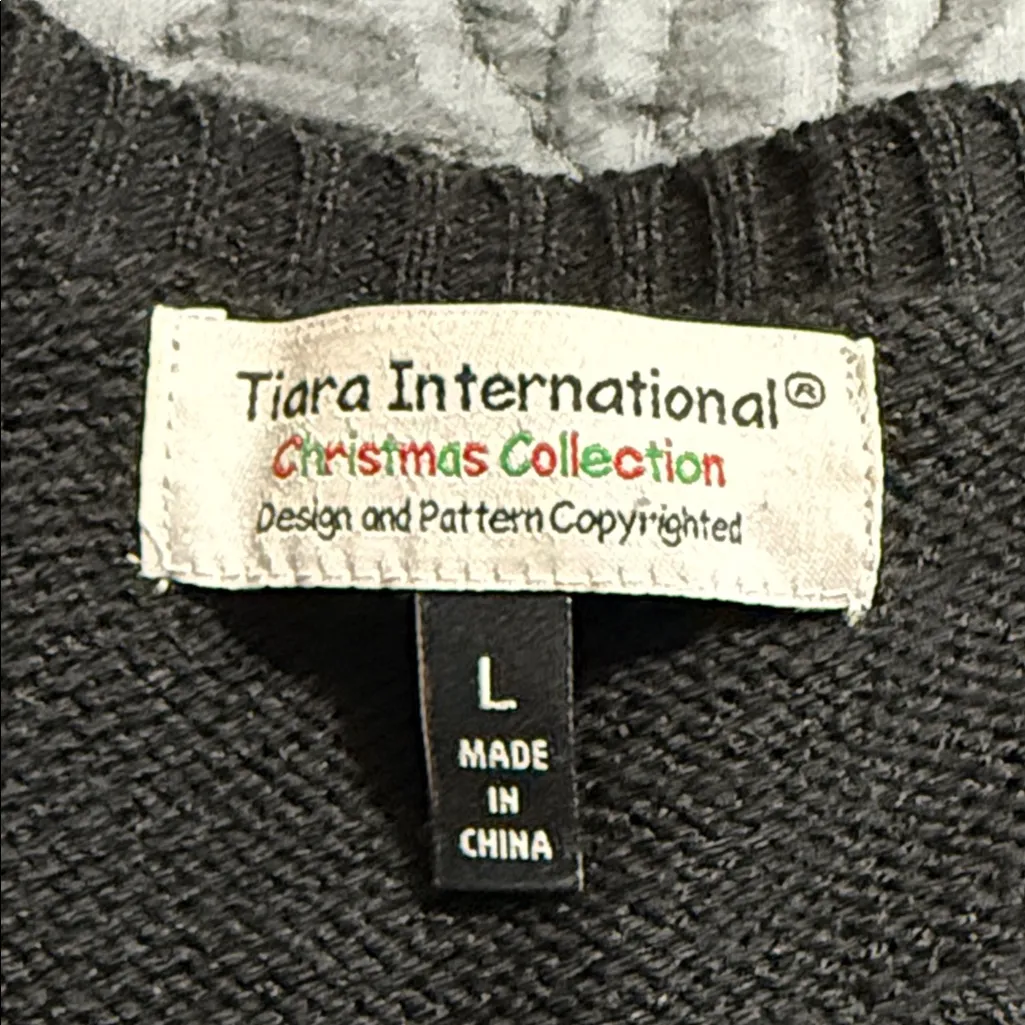 Tiara International®
Christmas Collection
Design and Pattern Copyrighted
L
MADE
IN
CHINA